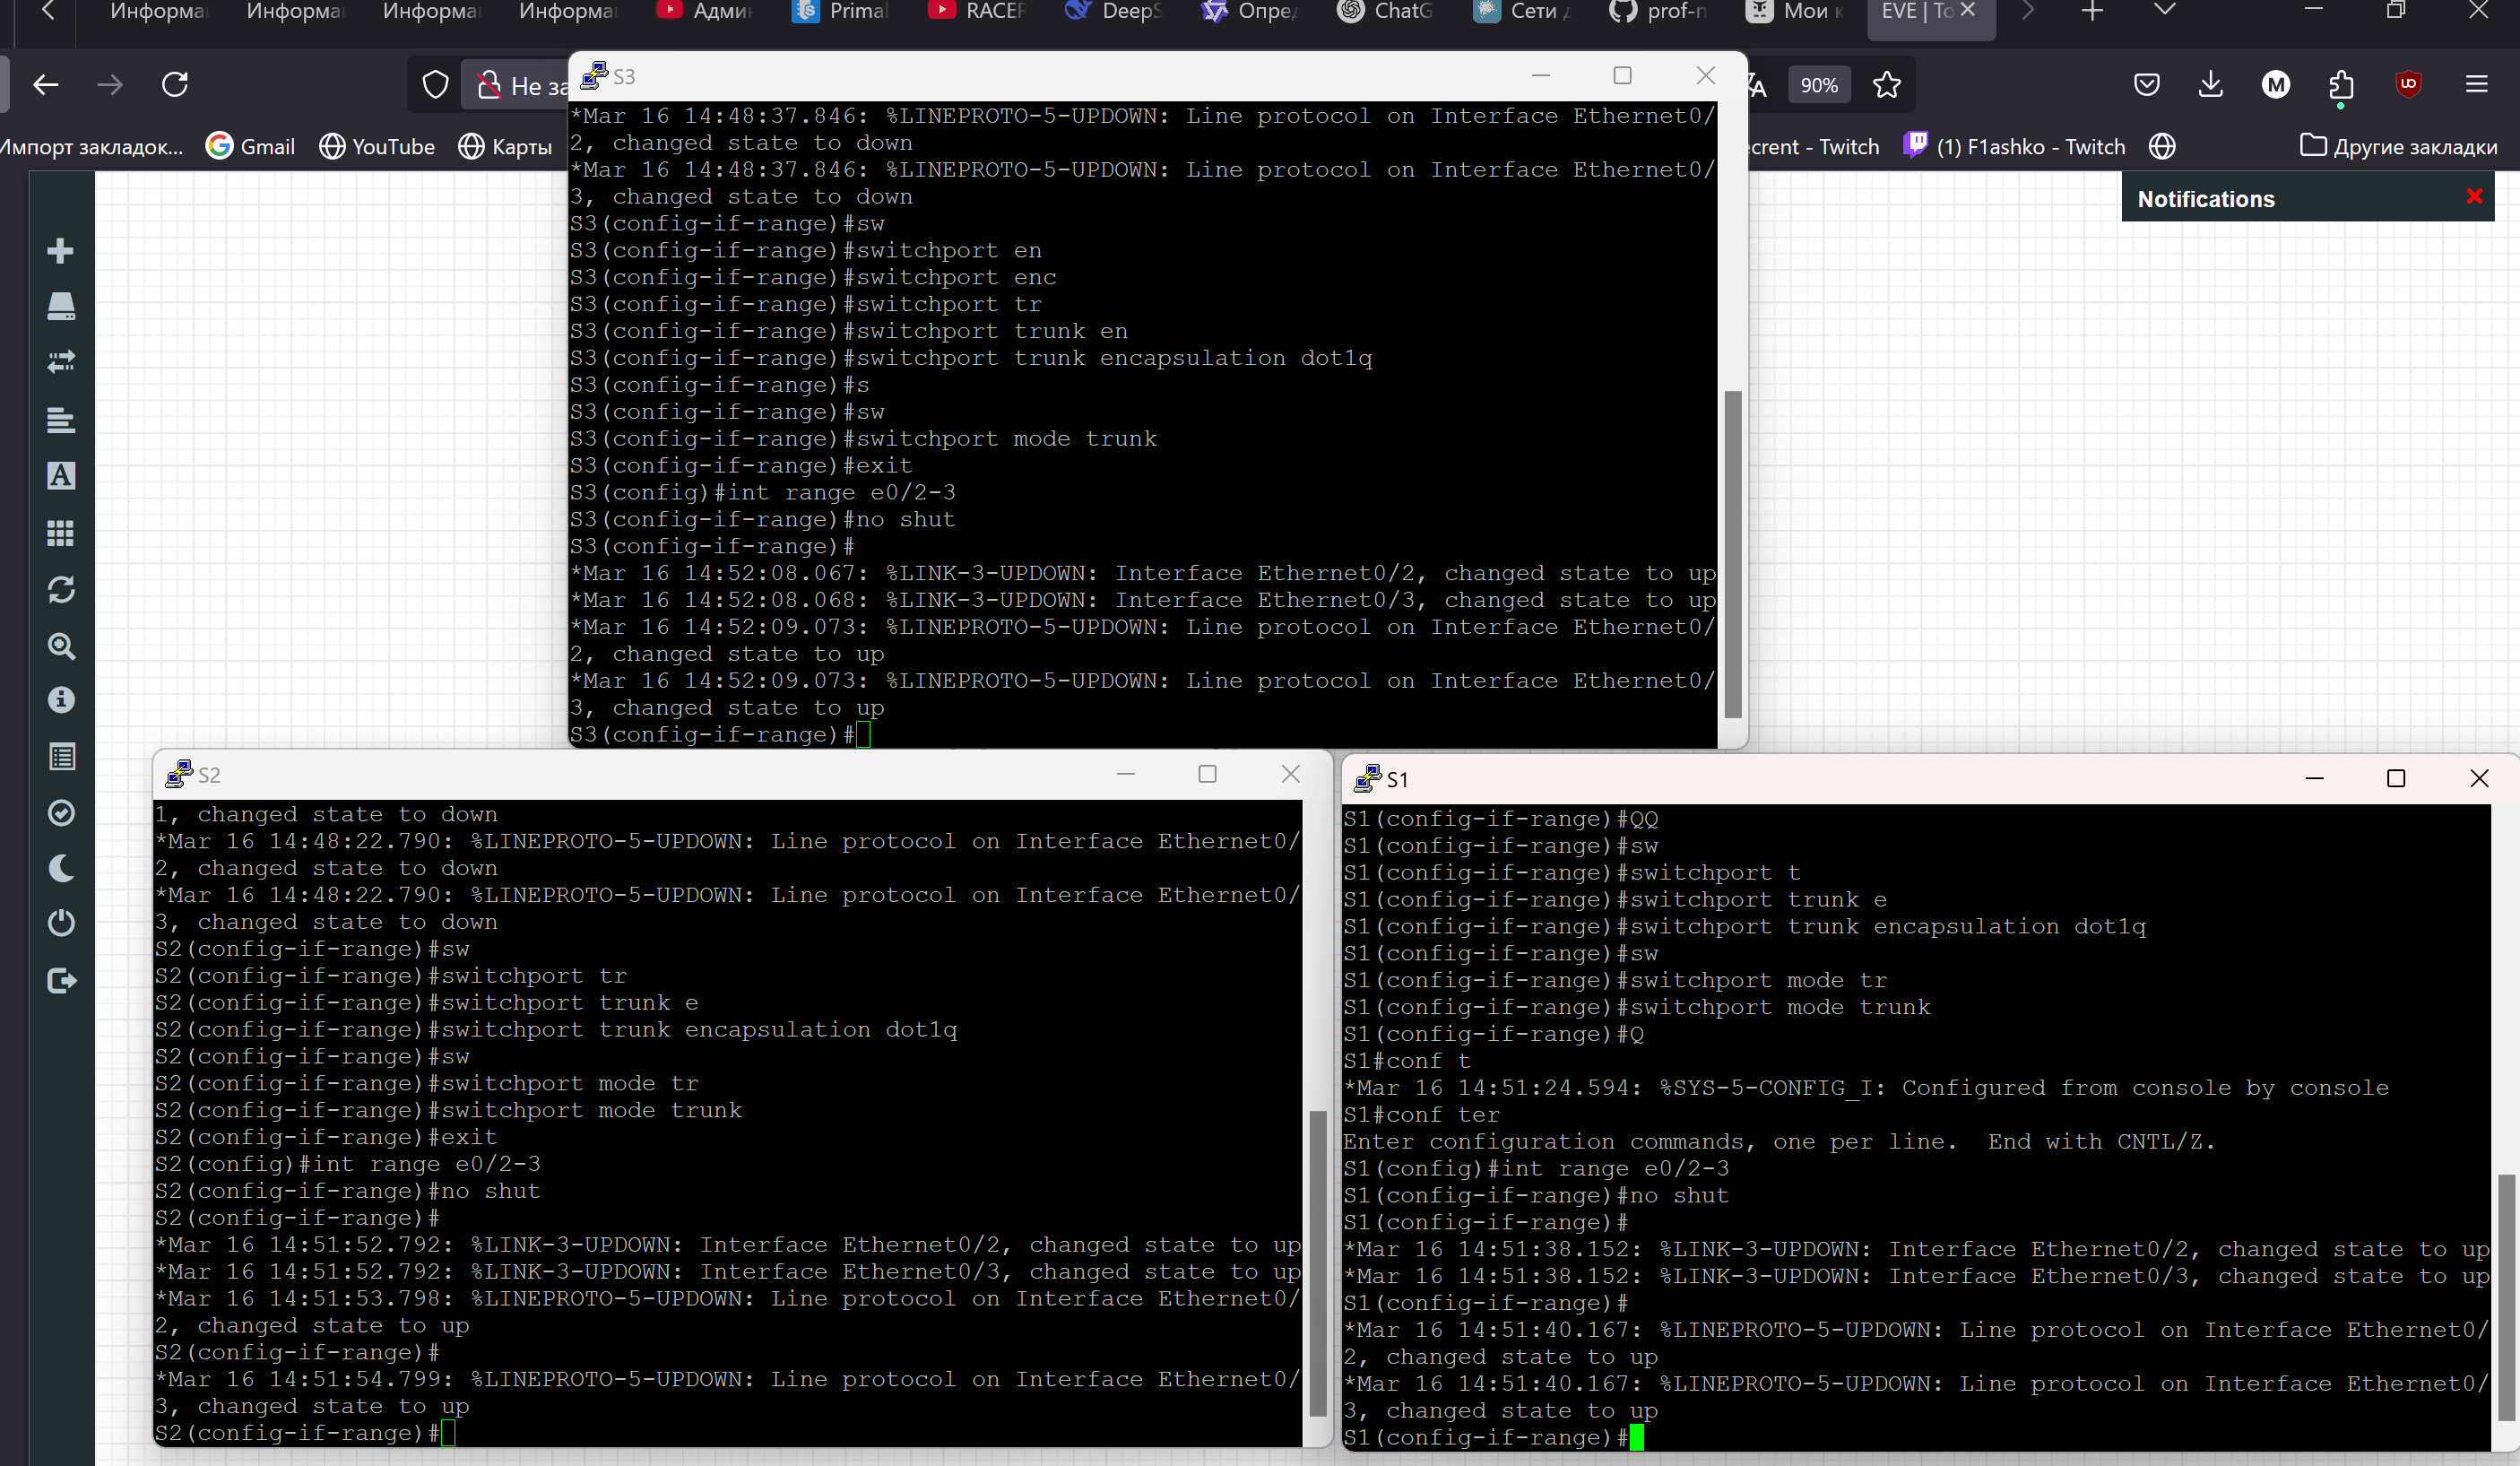 Информа
Информа
Информа
Информа
Админ
Primal
RACER
DeepS
Опре
ChatG
Сети д
prof-n
Мои к
EVE | To
Не за
90%
Импорт закладок...
Gmail
YouTube
Карты
crent - Twitch
(1) F1ashko - Twitch
Другие закладки
Notifications
S3
*Mar 16 14:48:37.846: %LINEPROTO-5-UPDOWN: Line protocol on Interface Ethernet0/
2, changed state to down
*Mar 16 14:48:37.846: %LINEPROTO-5-UPDOWN: Line protocol on Interface Ethernet0/
3, changed state to down
S3(config-if-range)#sw
S3(config-if-range)#switchport en
S3(config-if-range)#switchport enc
S3(config-if-range)#switchport tr
S3(config-if-range)#switchport trunk en
S3(config-if-range)#switchport trunk encapsulation dot1q
S3(config-if-range)#s
S3(config-if-range)#sw
S3(config-if-range)#switchport mode trunk
S3(config-if-range)#exit
S3(config)#int range e0/2-3
S3(config-if-range)#no shut
S3(config-if-range)#
*Mar 16 14:52:08.067: %LINK-3-UPDOWN: Interface Ethernet0/2, changed state to up
*Mar 16 14:52:08.068: %LINK-3-UPDOWN: Interface Ethernet0/3, changed state to up
*Mar 16 14:52:09.073: %LINEPROTO-5-UPDOWN: Line protocol on Interface Ethernet0/
2, changed state to up
*Mar 16 14:52:09.073: %LINEPROTO-5-UPDOWN: Line protocol on Interface Ethernet0/
3, changed state to up
S3(config-if-range)#
S2
1, changed state to down
*Mar 16 14:48:22.790: %LINEPROTO-5-UPDOWN: Line protocol on Interface Ethernet0/
2, changed state to down
*Mar 16 14:48:22.790: %LINEPROTO-5-UPDOWN: Line protocol on Interface Ethernet0/
3, changed state to down
S2(config-if-range)#sw
S2(config-if-range)#switchport tr
S2(config-if-range)#switchport trunk e
S2(config-if-range)#switchport trunk encapsulation dot1q
S2(config-if-range)#sw
S2(config-if-range)#switchport mode tr
S2(config-if-range)#switchport mode trunk
S2(config-if-range)#exit
S2(config)#int range e0/2-3
S2(config-if-range)#no shut
S2(config-if-range)#
*Mar 16 14:51:52.792: %LINK-3-UPDOWN: Interface Ethernet0/2, changed state to up
*Mar 16 14:51:52.792: %LINK-3-UPDOWN: Interface Ethernet0/3, changed state to up
*Mar 16 14:51:53.798: %LINEPROTO-5-UPDOWN: Line protocol on Interface Ethernet0/
2, changed state to up
S2(config-if-range)#
*Mar 16 14:51:54.799: %LINEPROTO-5-UPDOWN: Line protocol on Interface Ethernet0/
3, changed state to up
S2(config-if-range)#
S1
S1(config-if-range)#QQ
S1(config-if-range)#sw
S1(config-if-range)#switchport t
S1(config-if-range)#switchport trunk e
S1(config-if-range)#switchport trunk encapsulation dot1q
S1(config-if-range)#sw
S1(config-if-range)#switchport mode tr
S1(config-if-range)#switchport mode trunk
S1(config-if-range)#Q
S1#conf t
*Mar 16 14:51:24.594: %SYS-5-CONFIG_I: Configured from console by console
S1#conf ter
Enter configuration commands, one per line.  End with CNTL/Z.
S1(config)#int range e0/2-3
S1(config-if-range)#no shut
S1(config-if-range)#
*Mar 16 14:51:38.152: %LINK-3-UPDOWN: Interface Ethernet0/2, changed state to up
*Mar 16 14:51:38.152: %LINK-3-UPDOWN: Interface Ethernet0/3, changed state to up
S1(config-if-range)#
*Mar 16 14:51:40.167: %LINEPROTO-5-UPDOWN: Line protocol on Interface Ethernet0/
2, changed state to up
*Mar 16 14:51:40.167: %LINEPROTO-5-UPDOWN: Line protocol on Interface Ethernet0/
3, changed state to up
S1(config-if-range)#